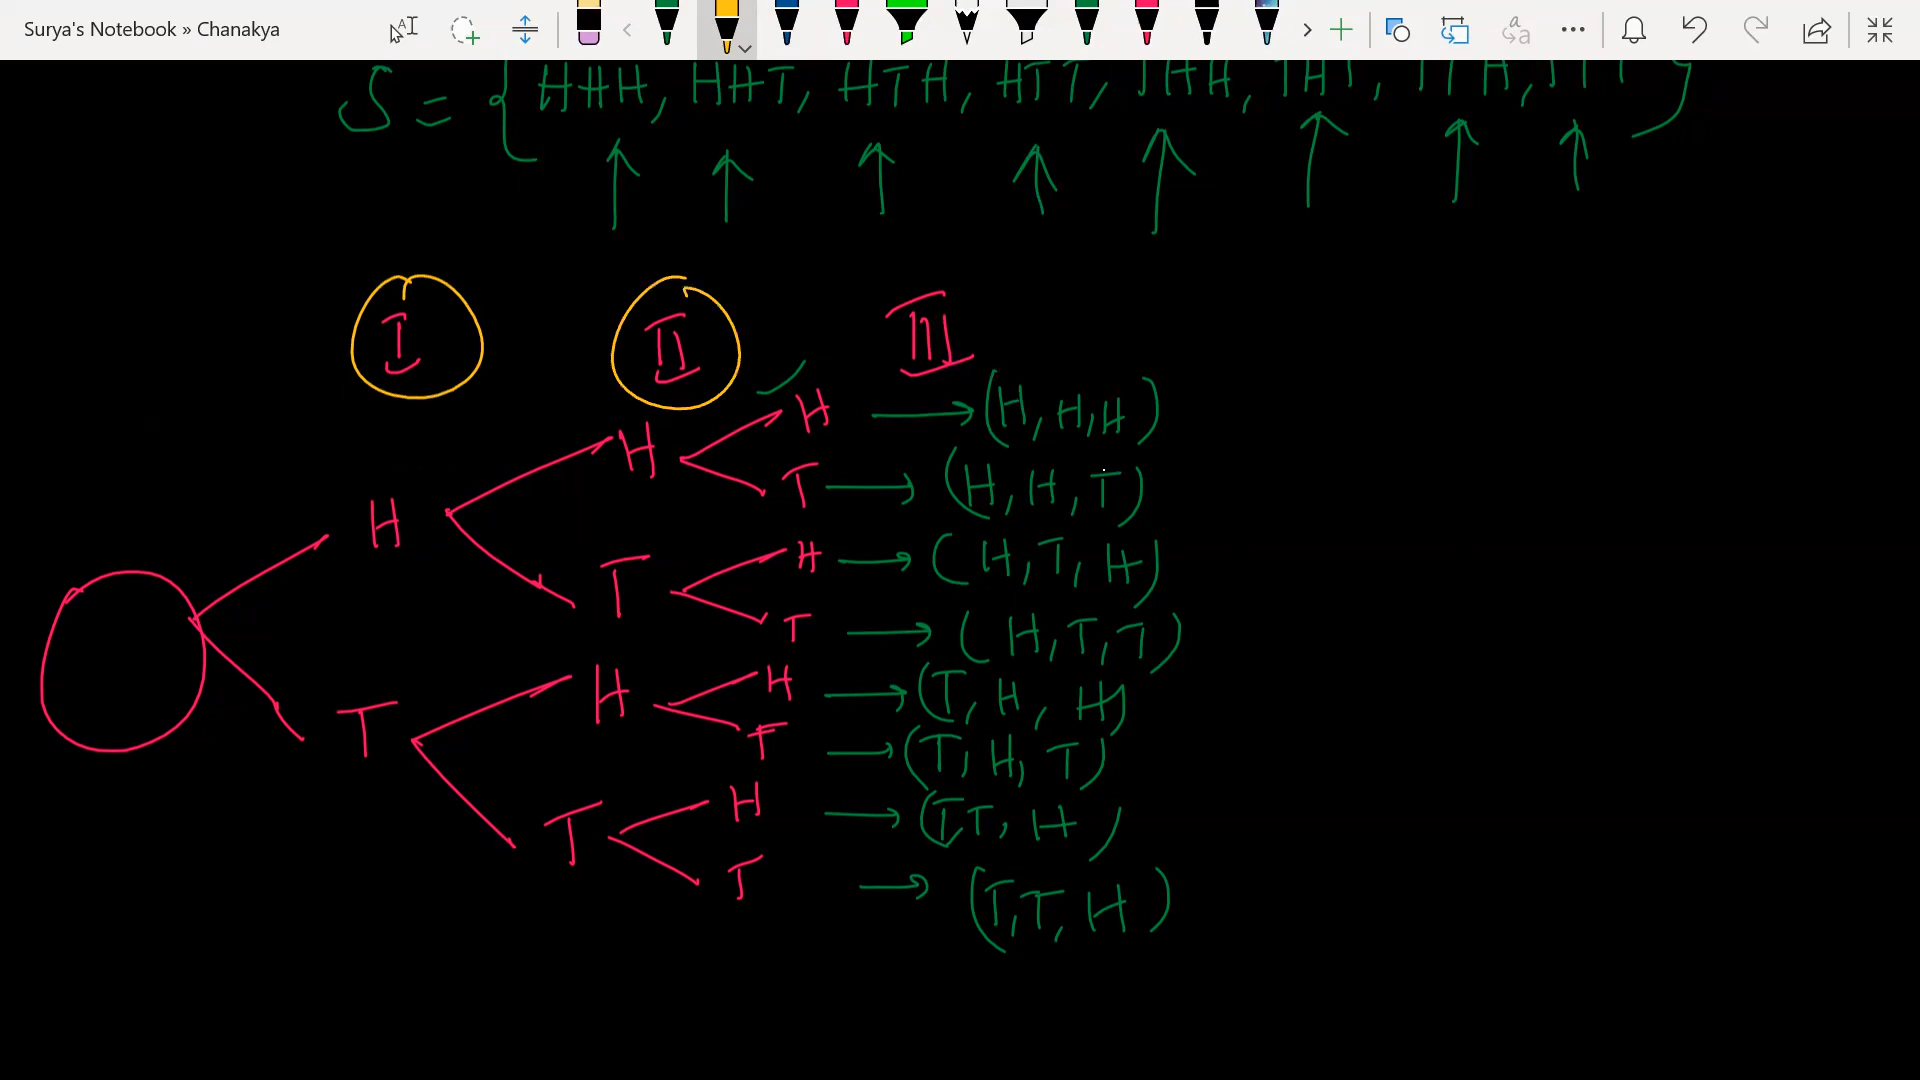 Surya's Notebook » Chanakya
S = {HHH, HHT, HTH, HTT, THH, THT, TTH, TTT}
I II III
H → (H, H, H)
H
T → (H, H, T)
H
H → (H, T, H)
T
T → (H, T, T)
H → (T, H, H)
H
T
T → (T, H, T)
H → (T, T, H)
T
T → (T, T, H)